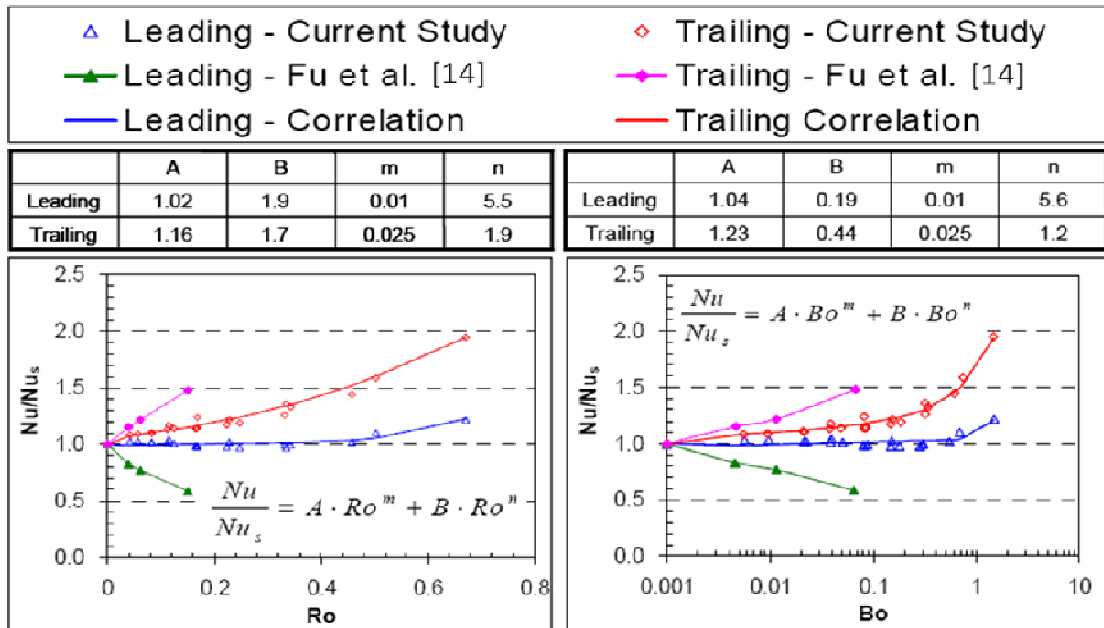 Leading - Current Study
Trailing - Current Study
Leading - Fu et al. [14]
Trailing - Fu et al. [14]
Leading - Correlation
Trailing Correlation
A B m n
Leading 1.02 1.9 0.01 5.5
Trailing 1.16 1.7 0.025 1.9
A B m n
Leading 1.04 0.19 0.01 5.6
Trailing 1.23 0.44 0.025 1.2
Nu/Nus
2.5
2.0
1.5
1.0
0.5
0.0
Nu/Nus = A · Ro^m + B · Ro^n
0 0.2 0.4 0.6 0.8
Ro
Nu/Nus
2.5
2.0
1.5
1.0
0.5
0.0
Nu/Nus = A · Bo^m + B · Bo^n
0.001 0.01 0.1 1 10
Bo